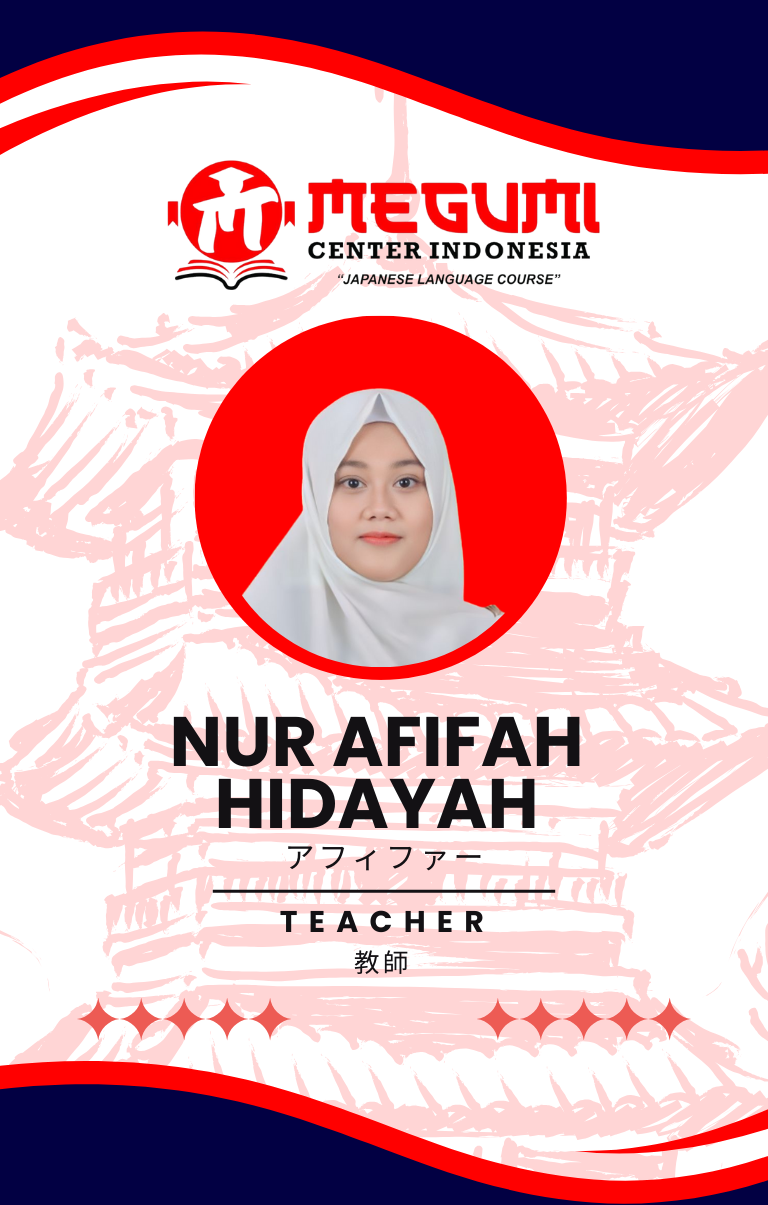 MEGUMI
CENTER INDONESIA
“JAPANESE LANGUAGE COURSE”
NUR AFIFAH
HIDAYAH
アフィファー
TEACHER
教師